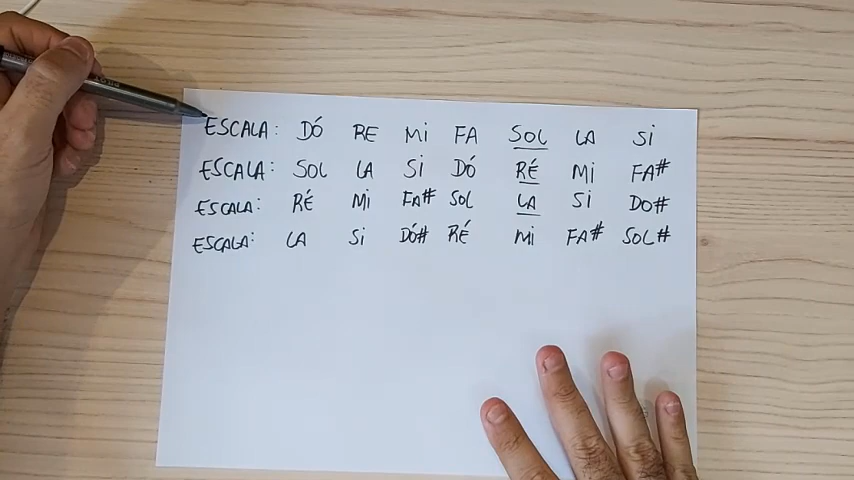 ESCALA: DÓ RE Mi FA SOL LA Si
ESCALA: SOL LA Si DÓ RÉ Mi FA#
ESCALA: RÉ Mi FA# SOL LA Si DO#
ESCALA: LA Si DÓ# RÉ Mi FA# SOL#